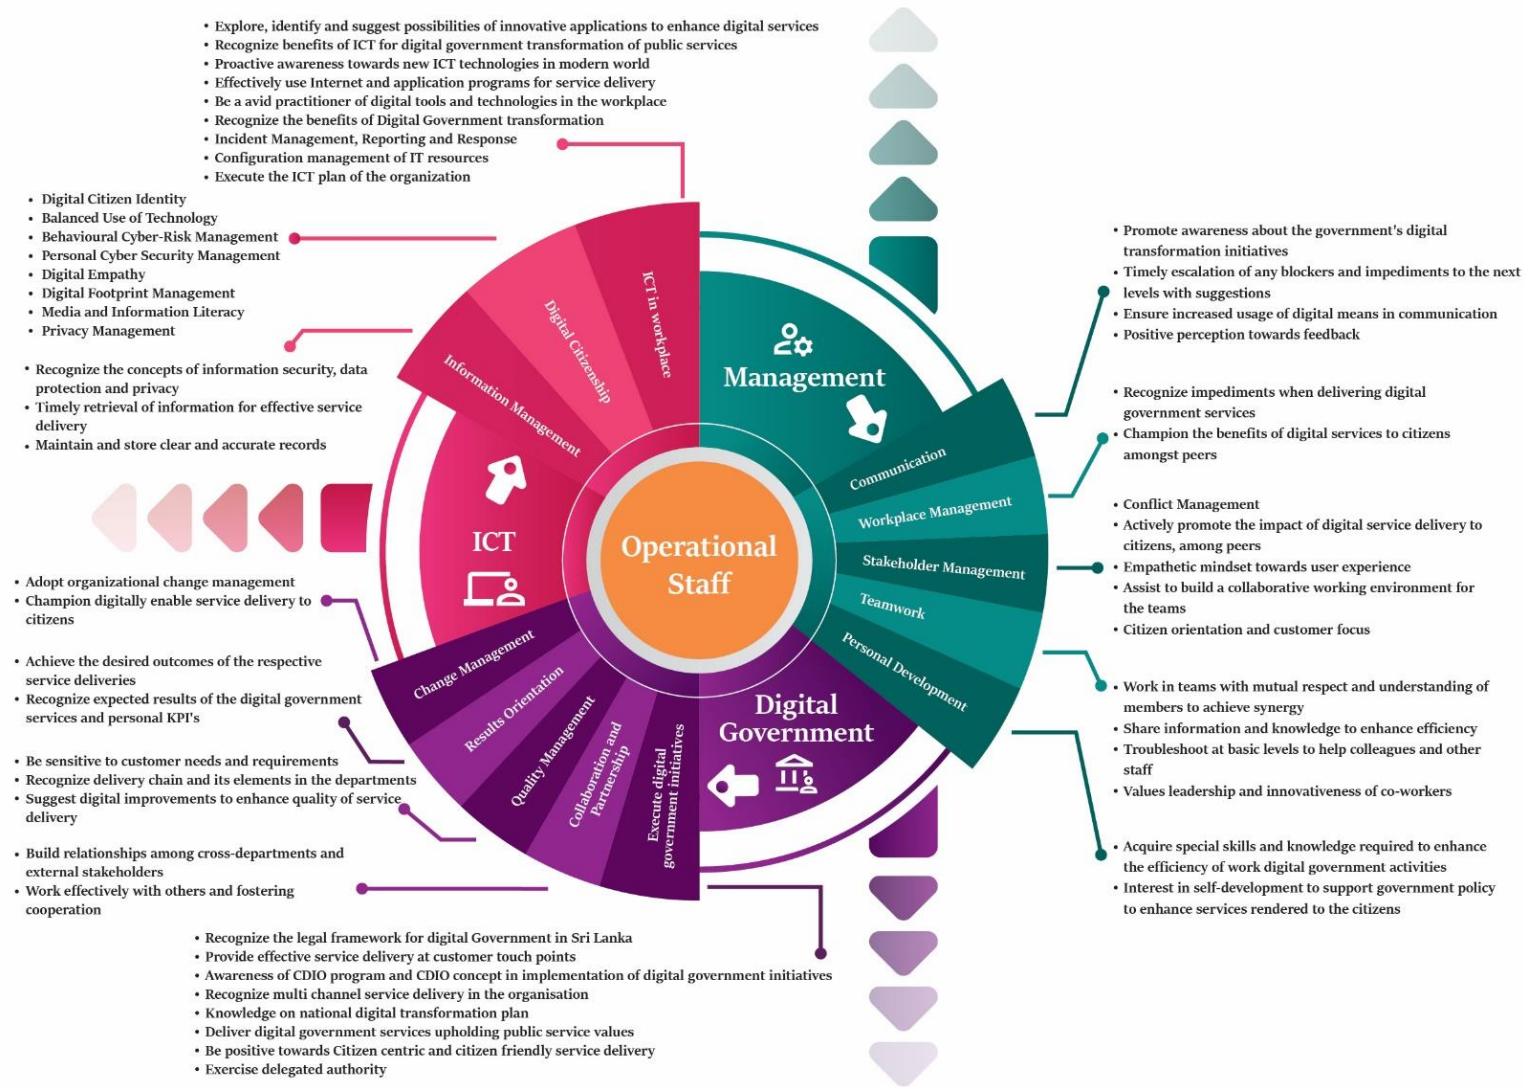 • Explore, identify and suggest possibilities of innovative applications to enhance digital services
• Recognize benefits of ICT for digital government transformation of public services
• Proactive awareness towards new ICT technologies in modern world
• Effectively use Internet and application programs for service delivery
• Be a avid practitioner of digital tools and technologies in the workplace
• Recognize the benefits of Digital Government transformation
• Incident Management, Reporting and Response
• Configuration management of IT resources
• Execute the ICT plan of the organization
• Digital Citizen Identity
• Balanced Use of Technology
• Behavioural Cyber-Risk Management
• Personal Cyber Security Management
• Digital Empathy
• Digital Footprint Management
• Media and Information Literacy
• Privacy Management
• Recognize the concepts of information security, data
protection and privacy
• Timely retrieval of information for effective service
delivery
• Maintain and store clear and accurate records
• Adopt organizational change management
• Champion digitally enable service delivery to
citizens
• Achieve the desired outcomes of the respective
service deliveries
• Recognize expected results of the digital government
services and personal KPI's
• Be sensitive to customer needs and requirements
• Recognize delivery chain and its elements in the departments
• Suggest digital improvements to enhance quality of service
delivery
• Build relationships among cross-departments and
external stakeholders
• Work effectively with others and fostering
cooperation
• Recognize the legal framework for digital Government in Sri Lanka
• Provide effective service delivery at customer touch points
• Awareness of CDIO program and CDIO concept in implementation of digital government initiatives
• Recognize multi channel service delivery in the organisation
• Knowledge on national digital transformation plan
• Deliver digital government services upholding public service values
• Be positive towards Citizen centric and citizen friendly service delivery
• Exercise delegated authority
ICT in workplace
Digital Citizenship
Information Management
ICT
Management
Operational
Staff
Communication
Workplace Management
Stakeholder Management
Teamwork
Personal Development
Digital
Government
Change Management
Results Orientation
Quality Management
Collaboration and
Partnership
Execute digital
government initiatives
• Promote awareness about the government's digital
transformation initiatives
• Timely escalation of any blockers and impediments to the next
levels with suggestions
• Ensure increased usage of digital means in communication
• Positive perception towards feedback
• Recognize impediments when delivering digital
government services
• Champion the benefits of digital services to citizens
amongst peers
• Conflict Management
• Actively promote the impact of digital service delivery to
citizens, among peers
• Empathetic mindset towards user experience
• Assist to build a collaborative working environment for
the teams
• Citizen orientation and customer focus
• Work in teams with mutual respect and understanding of
members to achieve synergy
• Share information and knowledge to enhance efficiency
• Troubleshoot at basic levels to help colleagues and other
staff
• Values leadership and innovativeness of co-workers
• Acquire special skills and knowledge required to enhance
the efficiency of work digital government activities
• Interest in self-development to support government policy
to enhance services rendered to the citizens